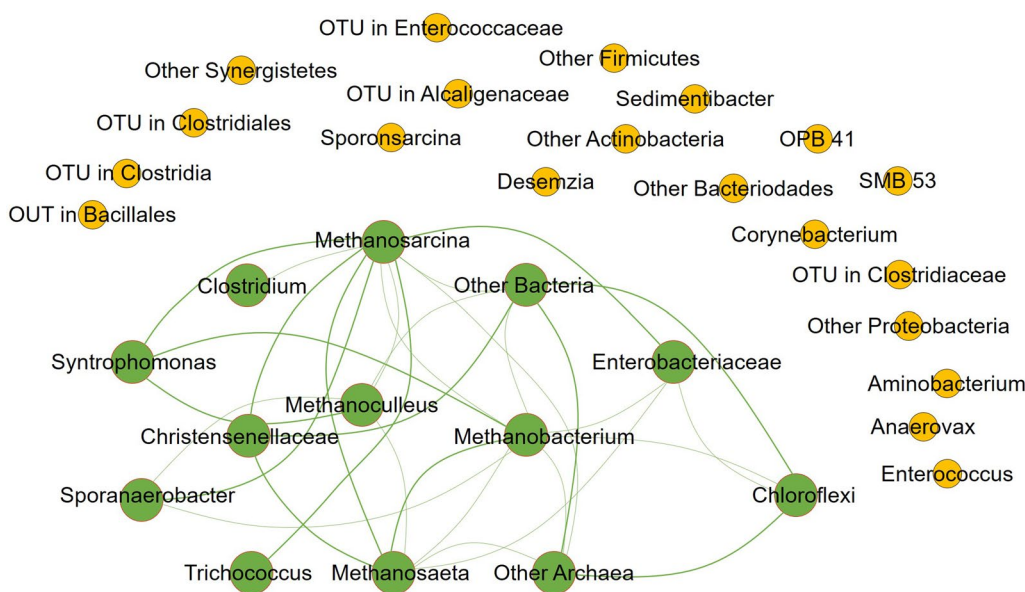 OTU in Enterococcaceae
Other Firmicutes
Other Synergistetes
OTU in Alcaligenaceae
Sedimentibacter
OTU in Clostridiales
Sporonsarcina
Other Actinobacteria
OPB 41
OTU in Clostridia
Desemzia
Other Bacteriodades
SMB 53
OUT in Bacillales
Methanosarcina
Corynebacterium
Clostridium
Other Bacteria
OTU in Clostridiaceae
Other Proteobacteria
Syntrophomonas
Enterobacteriaceae
Aminobacterium
Methanoculleus
Anaerovax
Christensenellaceae
Methanobacterium
Enterococcus
Sporanaerobacter
Chloroflexi
Trichococcus
Methanosaeta
Other Archaea